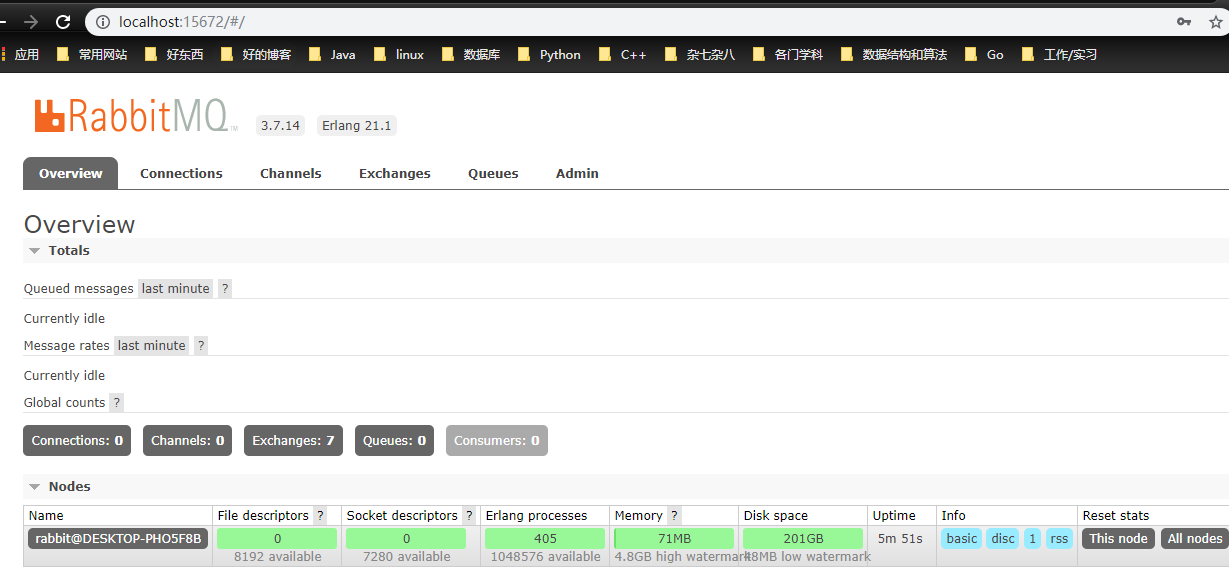 localhost:15672/#/
应用 常用网站 好东西 好的博客 Java linux 数据库 Python C++ 杂七杂八 各门学科 数据结构和算法 Go 工作/实习
RabbitMQ TM 3.7.14 Erlang 21.1
Overview Connections Channels Exchanges Queues Admin
Overview
Totals
Queued messages last minute ?
Currently idle
Message rates last minute ?
Currently idle
Global counts ?
Connections: 0 Channels: 0 Exchanges: 7 Queues: 0 Consumers: 0
Nodes
Name File descriptors ? Socket descriptors ? Erlang processes Memory ? Disk space Uptime Info Reset stats
rabbit@DESKTOP-PHO5F8B 0 0 405 71MB 201GB 5m 51s basic disc 1 rss This node All nodes
8192 available 7280 available 1048576 available 4.8GB high watermark 48MB low watermark